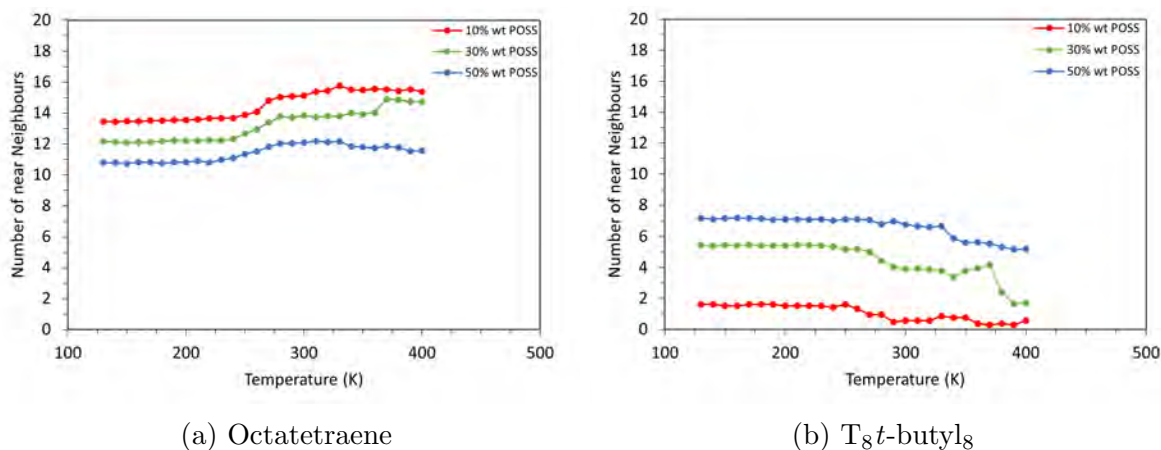 20
18
16
14
12
10
8
6
4
2
0
100
200
300
400
500
Number of near Neighbours
Temperature (K)
10% wt POSS
30% wt POSS
50% wt POSS
(a) Octatetraene
20
18
16
14
12
10
8
6
4
2
0
100
200
300
400
500
Number of near Neighbours
Temperature (K)
10% wt POSS
30% wt POSS
50% wt POSS
(b) T₈t-butyl₈